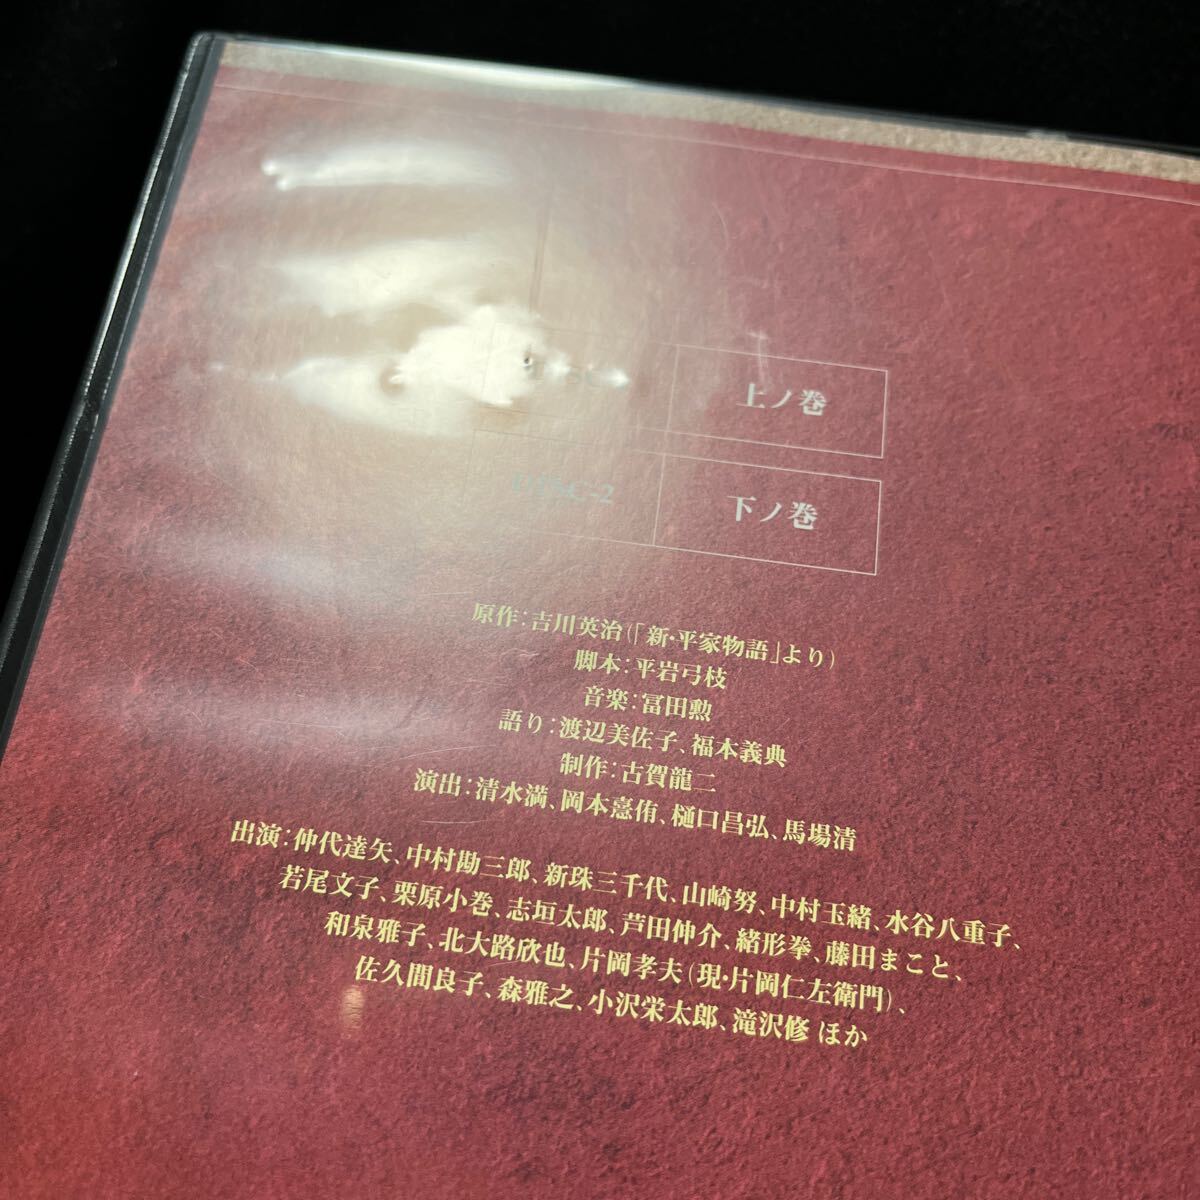 上ノ巻
DISC-2 下ノ巻
原作：吉川英治（「新・平家物語」より）
脚本：平岩弓枝
音楽：冨田勲
語り：渡辺美佐子、福本義典
制作：古賀龍二
演出：清水満、岡本憙侑、樋口昌弘、馬場清
出演：仲代達矢、中村勘三郎、新珠三千代、山崎努、中村玉緒、水谷八重子、
若尾文子、栗原小巻、志垣太郎、芦田伸介、緒形拳、藤田まこと、
和泉雅子、北大路欣也、片岡孝夫（現・片岡仁左衛門）、
佐久間良子、森雅之、小沢栄太郎、滝沢修 ほか